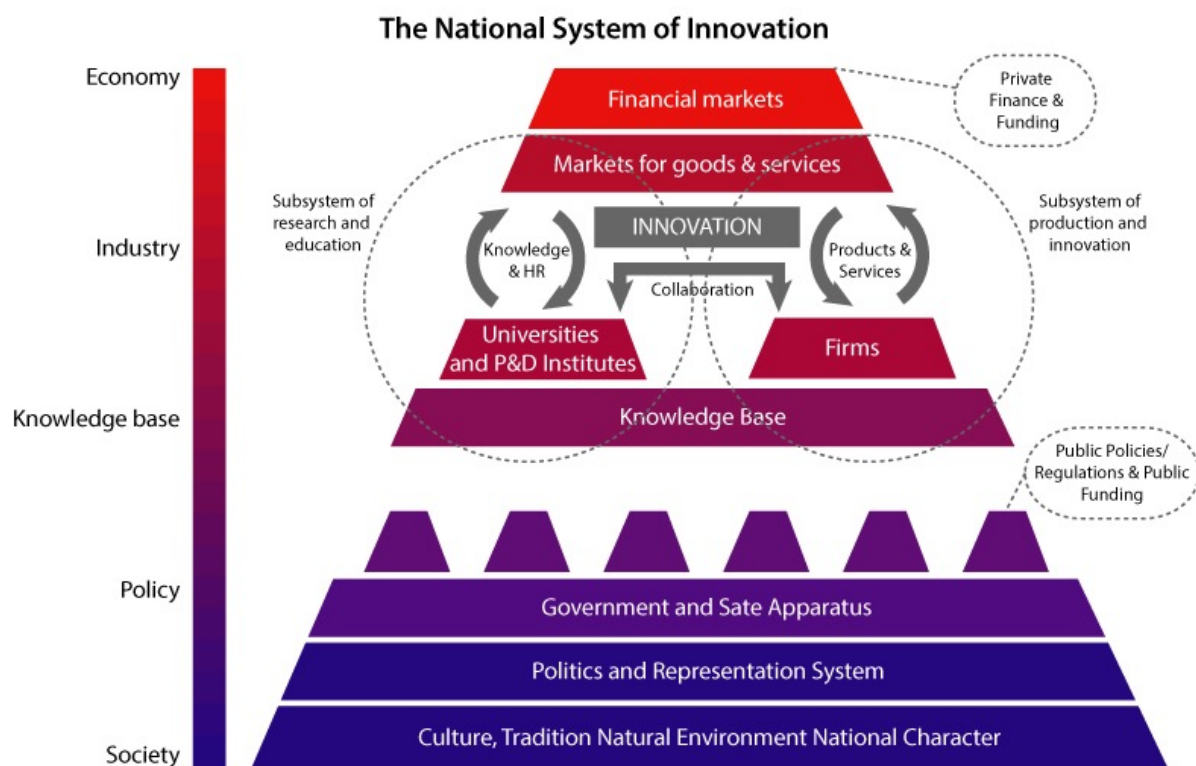 The National System of Innovation
Economy
Financial markets
Private
Finance &
Funding
Markets for goods & services
Subsystem of
research and
education
Subsystem of
production and
innovation
Industry
INNOVATION
Knowledge
& HR
Products &
Services
Collaboration
Universities
and P&D Institutes
Firms
Knowledge base
Knowledge Base
Public Policies/
Regulations & Public
Funding
Policy
Government and Sate Apparatus
Politics and Representation System
Culture, Tradition Natural Environment National Character
Society